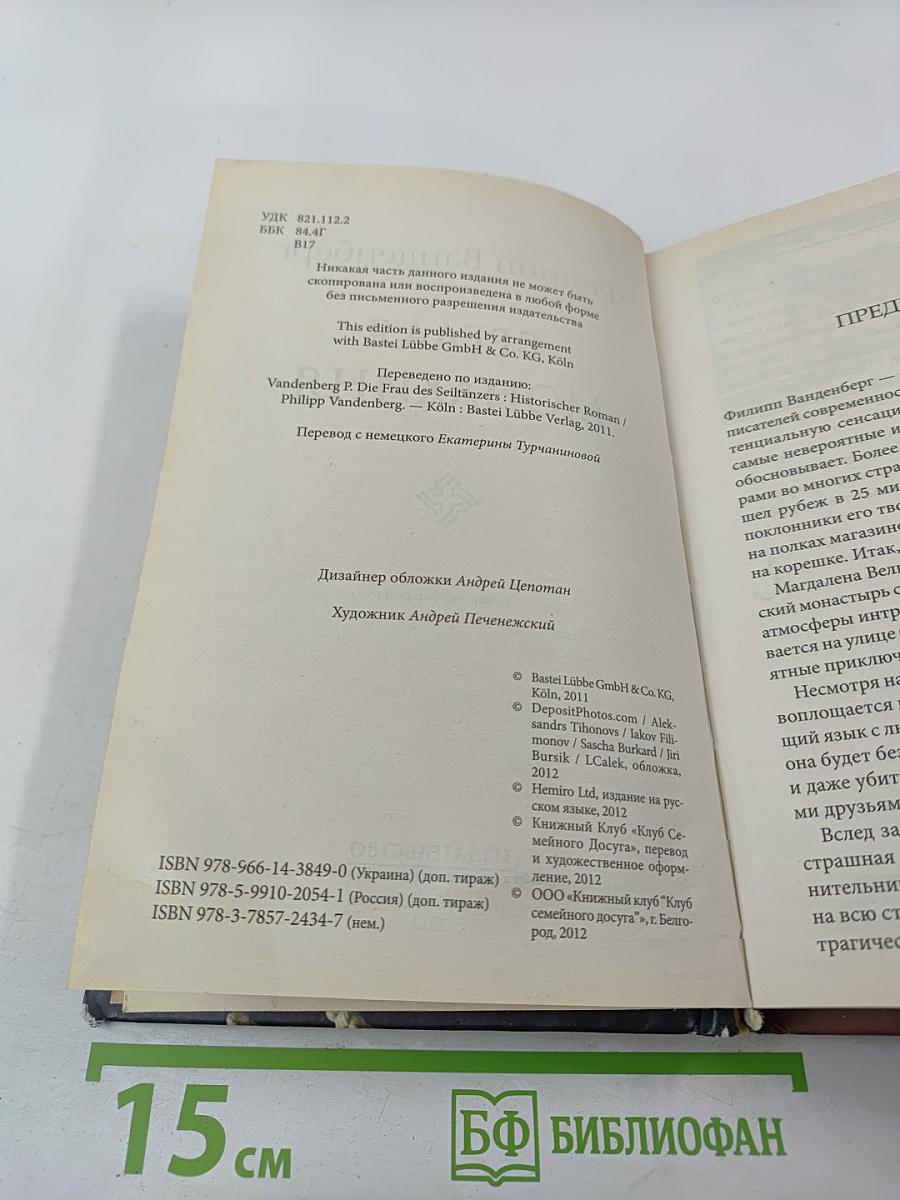 УДК 821.112.2
ББК 84.4Г
В17
Никакая часть данного издания не может быть
скопирована или воспроизведена в любой форме
без письменного разрешения издательства
This edition is published by arrangement
with Bastei Lübbe GmbH & Co. KG, Köln
Переведено по изданию:
Vandenberg P. Die Frau des Seiltänzers : Historischer Roman /
Philipp Vandenberg. — Köln : Bastei Lübbe Verlag, 2011.
Перевод с немецкого Екатерины Турчаниновой
Дизайнер обложки Андрей Цепотан
Художник Андрей Печенежский
© Bastei Lübbe GmbH & Co. KG,
Köln, 2011
© DepositPhotos.com / Alek-
sandrs Tihonovs / Iakov Fili-
monov / Sascha Burkard / Jiri
Bursik / LCalek, обложка,
2012
© Hemiro Ltd, издание на рус-
ском языке, 2012
© Книжный Клуб «Клуб Се-
мейного Досуга», перевод
и художественное оформ-
ление, 2012
© ООО «Книжный клуб "Клуб
семейного досуга"», г. Белго-
род, 2012
ISBN 978-966-14-3849-0 (Украина) (доп. тираж)
ISBN 978-5-9910-2054-1 (Россия) (доп. тираж)
ISBN 978-3-7857-2434-7 (нем.)
ПРЕД
Филипп Ванденберг —
писателей современнос
тенциальную сенсаци
самые невероятные и
обосновывает. Более
рами во многих стра
шел рубеж в 25 ми
поклонники его тво
на полках магазино
на корешке. Итак,
Магдалена Вель
ский монастырь с
атмосферы интр
вается на улице
ятные приключ
Несмотря на
воплощается
щий язык с лю
она будет без
и даже убит
ми друзьям
Вслед за
страшная
нительни
на всю ст
трагичес
15 см
БФ БИБЛИОФАН